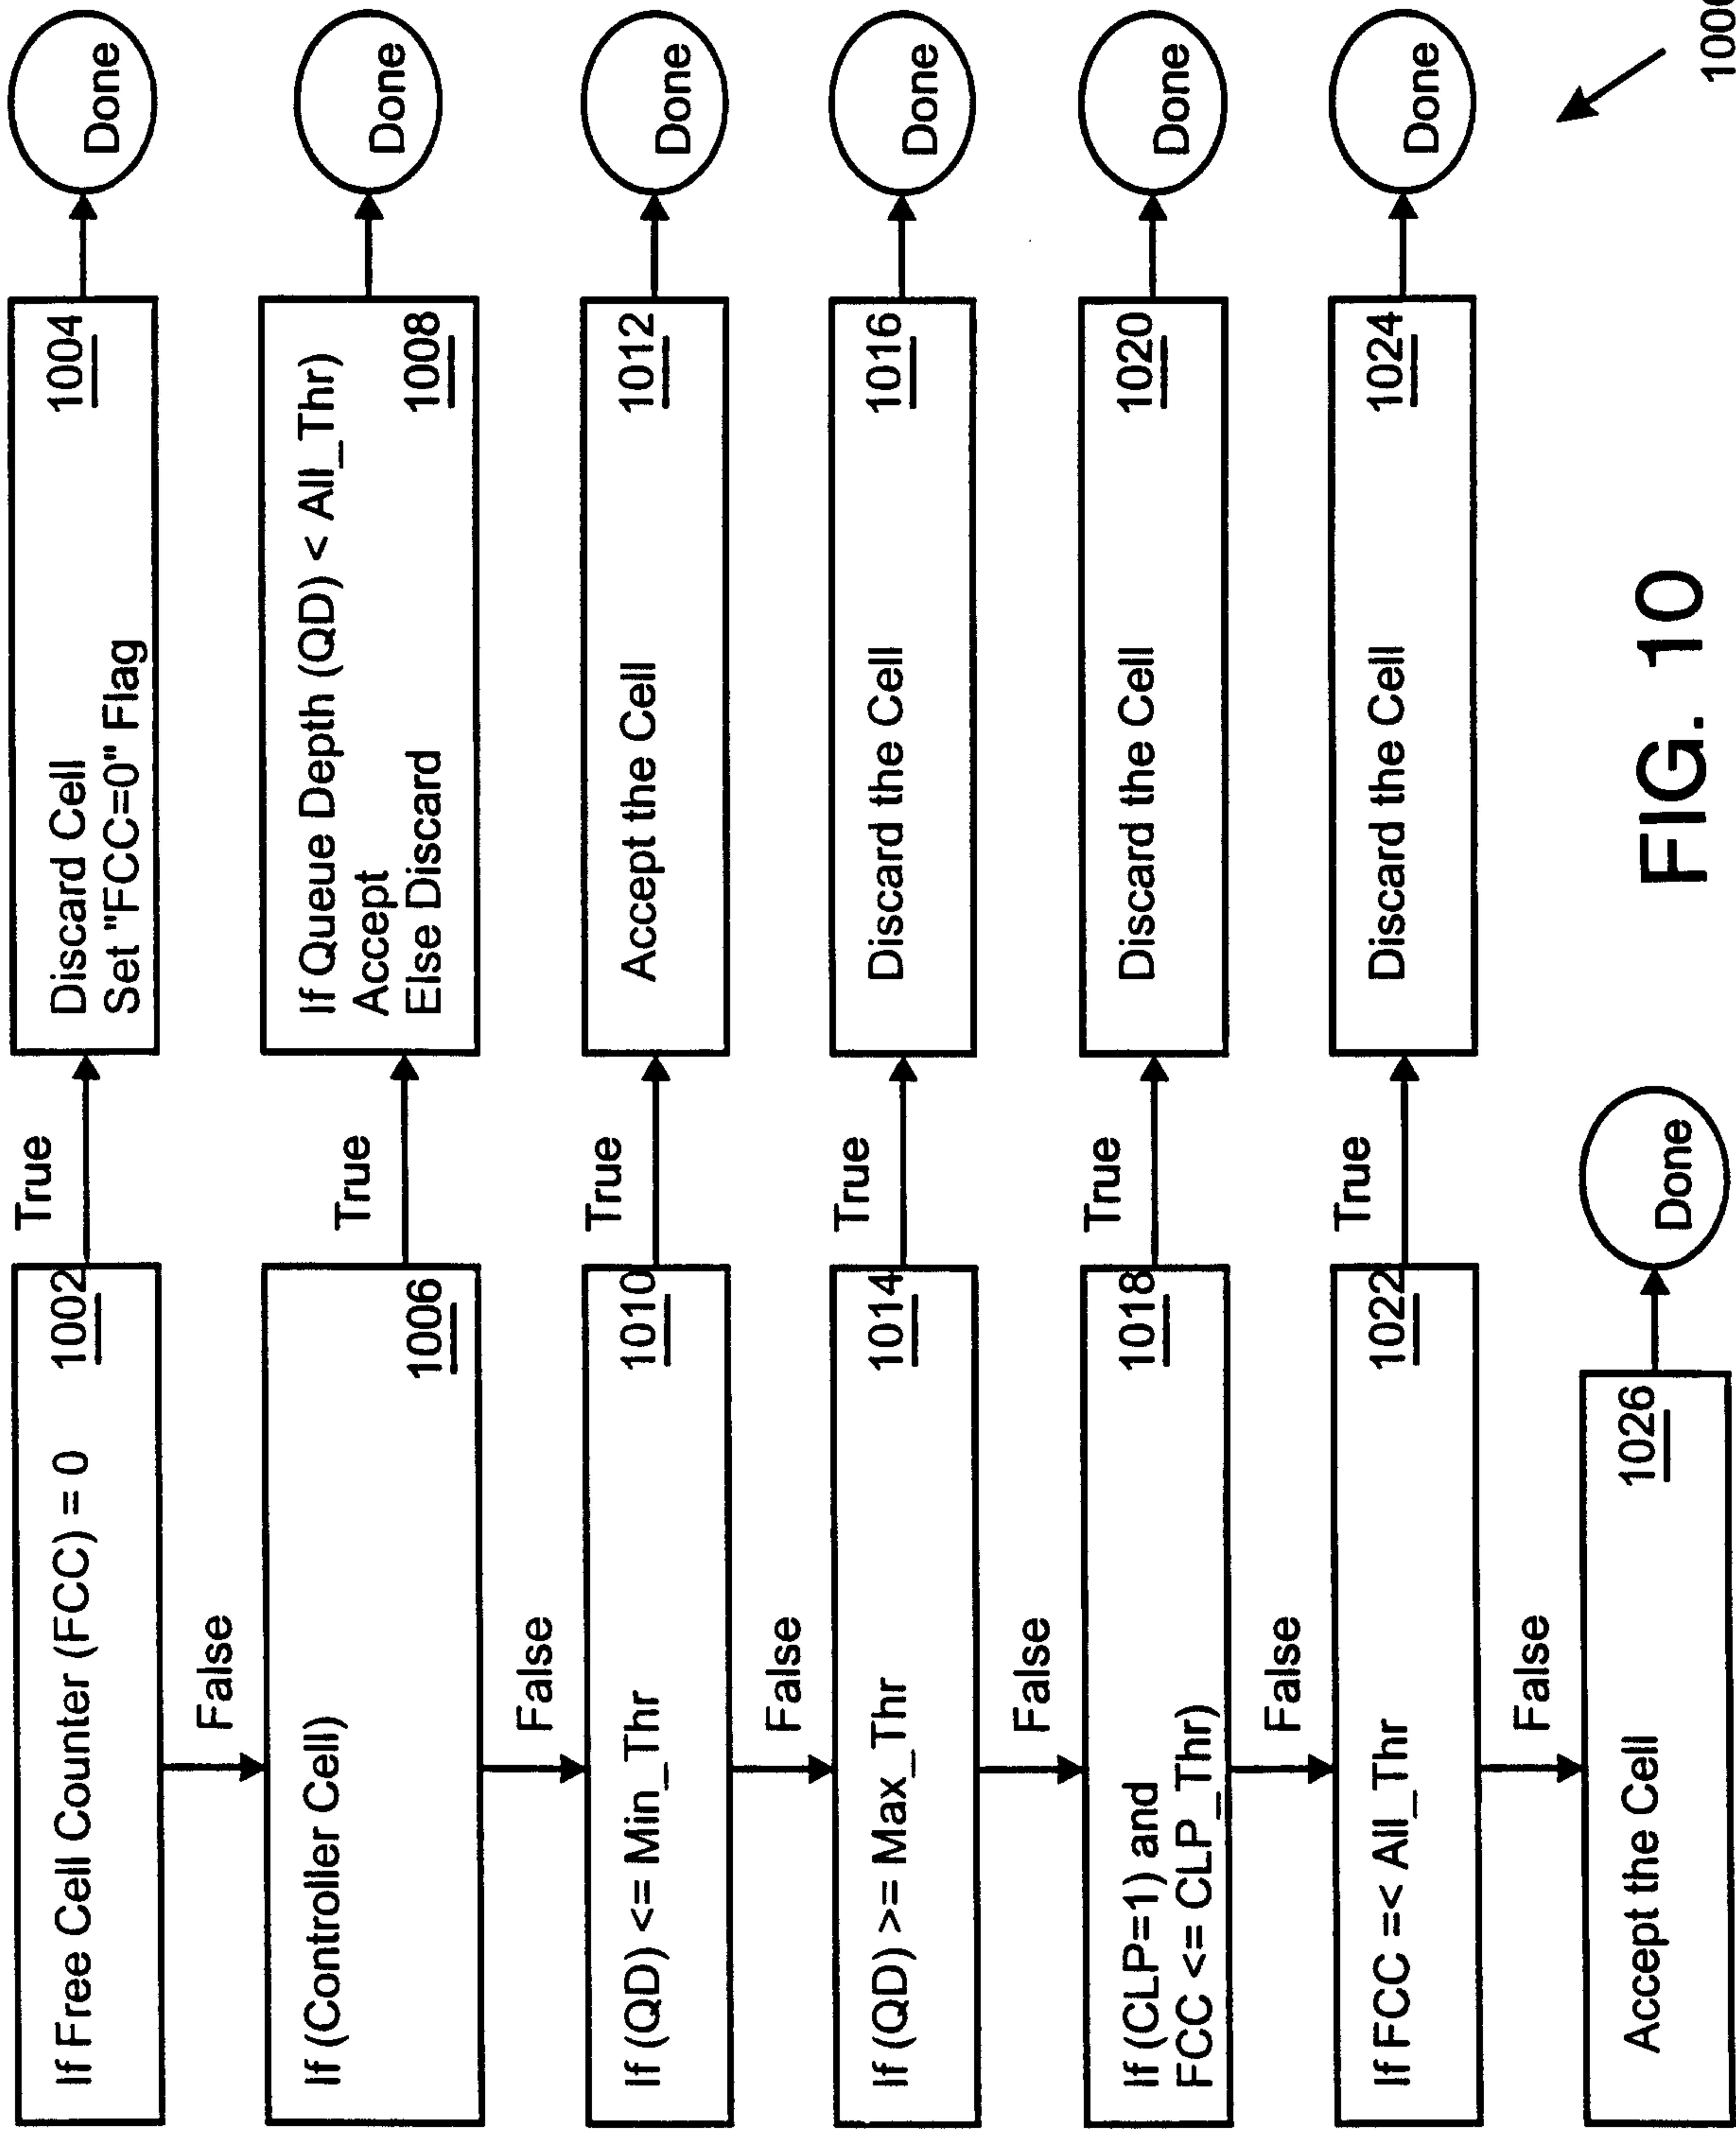 If Free Cell Counter (FCC) = 0
1002
True
Discard Cell
Set "FCC=0" Flag
1004
Done
False
If (Controller Cell)
1006
True
If Queue Depth (QD) < All_Thr)
Accept
Else Discard
1008
Done
False
If (QD) <= Min_Thr
1010
True
Accept the Cell
1012
Done
False
If (QD) >= Max_Thr
1014
True
Discard the Cell
1016
Done
False
If (CLP=1) and
FCC <= CLP_Thr)
1018
True
Discard the Cell
1020
Done
False
If FCC =< All_Thr
1022
True
Discard the Cell
1024
Done
False
Accept the Cell
1026
Done
FIG. 10
1000